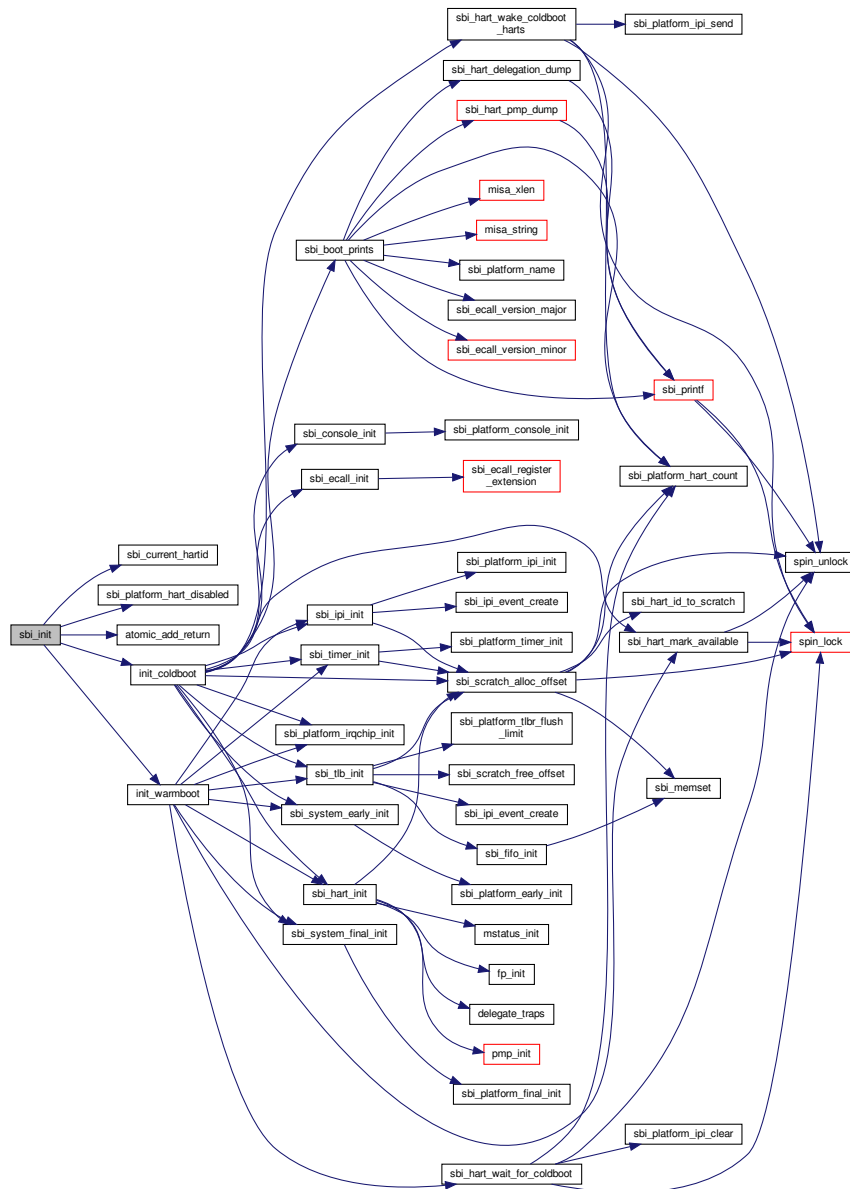 sbi_hart_wake_coldboot
_harts
sbi_platform_ipi_send
sbi_hart_delegation_dump
sbi_hart_pmp_dump
misa_xlen
misa_string
sbi_boot_prints
sbi_platform_name
sbi_ecall_version_major
sbi_ecall_version_minor
sbi_printf
sbi_console_init
sbi_platform_console_init
sbi_ecall_init
sbi_ecall_register
_extension
sbi_platform_hart_count
sbi_current_hartid
sbi_platform_ipi_init
spin_unlock
sbi_platform_hart_disabled
sbi_ipi_event_create
sbi_hart_id_to_scratch
sbi_ipi_init
sbi_init
atomic_add_return
sbi_platform_timer_init
sbi_hart_mark_available
spin_lock
sbi_timer_init
init_coldboot
sbi_scratch_alloc_offset
sbi_platform_irqchip_init
sbi_platform_tlbr_flush
_limit
sbi_tlb_init
sbi_scratch_free_offset
sbi_memset
init_warmboot
sbi_system_early_init
sbi_ipi_event_create
sbi_fifo_init
sbi_hart_init
sbi_platform_early_init
sbi_system_final_init
mstatus_init
fp_init
delegate_traps
pmp_init
sbi_platform_final_init
sbi_platform_ipi_clear
sbi_hart_wait_for_coldboot